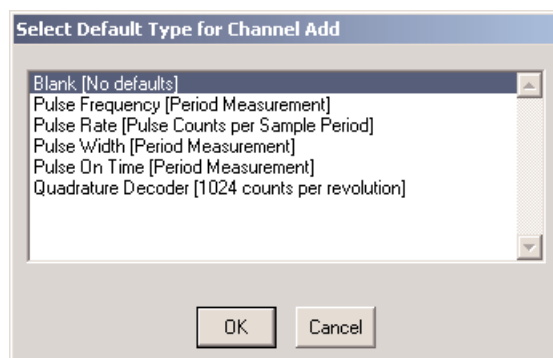 Select Default Type for Channel Add
Blank [No defaults]
Pulse Frequency [Period Measurement]
Pulse Rate [Pulse Counts per Sample Period]
Pulse Width [Period Measurement]
Pulse On Time [Period Measurement]
Quadrature Decoder [1024 counts per revolution]
OK
Cancel